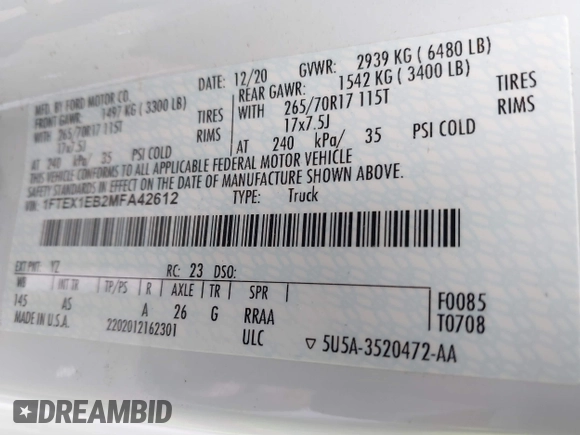 MFD. BY FORD MOTOR CO.
DATE: 12/20 GVWR: 2939 KG ( 6480 LB)
FRONT GAWR: 1497 KG ( 3300 LB) REAR GAWR: 1542 KG ( 3400 LB)
WITH 265/70R17 115T TIRES WITH 265/70R17 115T TIRES
17x7.5J RIMS 17x7.5J RIMS
AT 240 kPa/ 35 PSI COLD AT 240 kPa/ 35 PSI COLD
THIS VEHICLE CONFORMS TO ALL APPLICABLE FEDERAL MOTOR VEHICLE
SAFETY STANDARDS IN EFFECT ON THE DATE OF MANUFACTURE SHOWN ABOVE.
VIN: 1FTEX1EB2MFA42612 TYPE: Truck
EXT PNT: YZ RC: 23 DSO:
WB INT TR TP/PS R AXLE TR SPR
145 AS A 26 G RRAA
F0085
T0708
MADE IN U.S.A. 2202012162301 ULC ▽ 5U5A-3520472-AA
DREAMBID